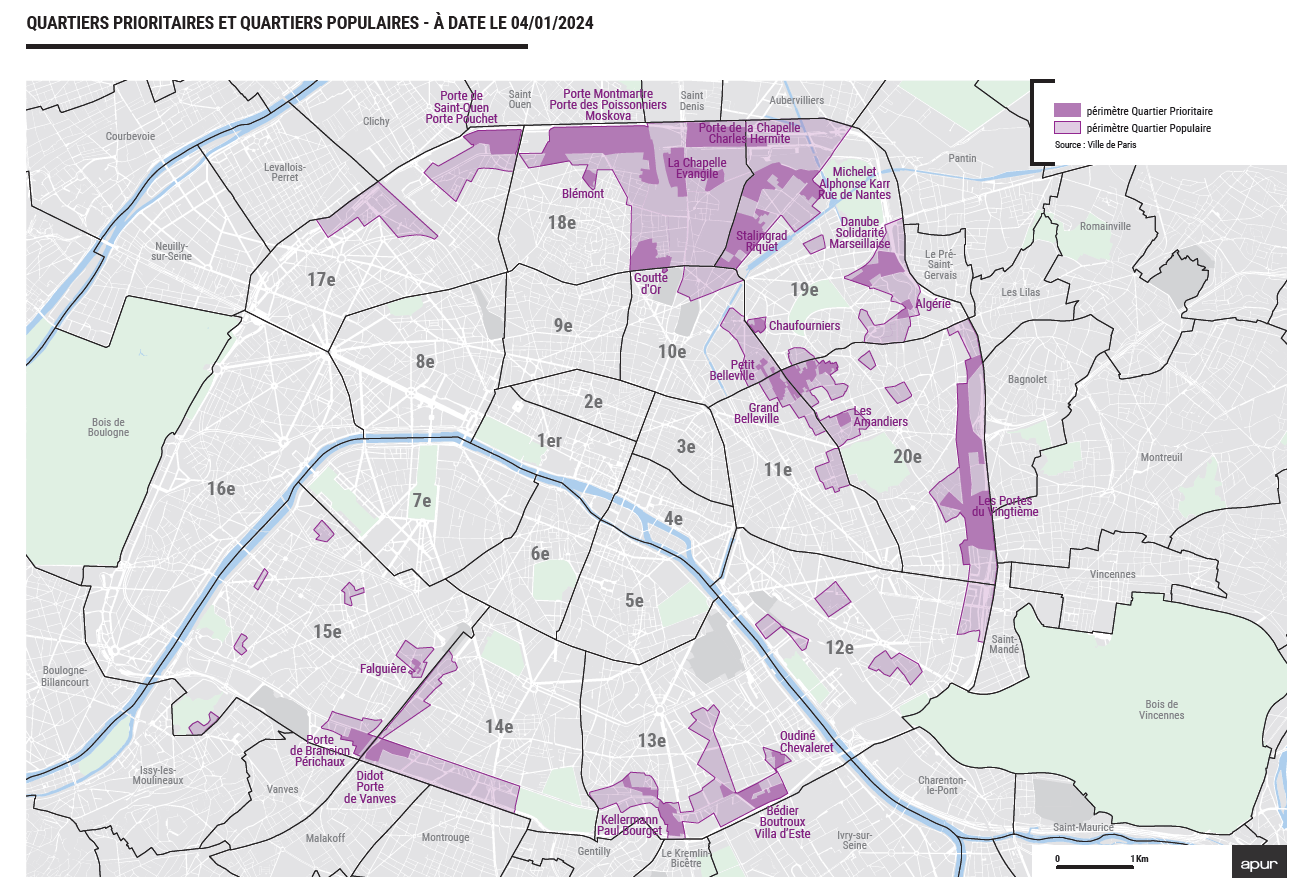 QUARTIERS PRIORITAIRES ET QUARTIERS POPULAIRES - À DATE LE 04/01/2024
périmètre Quartier Prioritaire
périmètre Quartier Populaire
Source : Ville de Paris
Porte de
Saint-Ouen
Porte Pouchet
Saint
Ouen
Porte Montmartre
Porte des Poissonniers
Moskova
Saint
Denis
Aubervilliers
Clichy
Courbevoie
Levallois-
Perret
Porte de la Chapelle
Charles Hermite
La Chapelle
Evangile
Pantin
Michelet
Alphonse Karr
Rue de Nantes
Blémont
18e
Danube
Solidarité
Marseillaise
Stalingrad
Riquet
Romainville
Neuilly-
sur-Seine
Le Pré-
Saint-
Gervais
17e
Goutte
d'Or
19e
Les Lilas
Algérie
9e
Chaufourniers
10e
8e
Petit
Belleville
Bagnolet
2e
Grand
Belleville
Les
Amandiers
Bois de
Boulogne
1er
3e
20e
Montreuil
11e
16e
7e
Les Portes
du Vingtième
4e
6e
Vincennes
5e
15e
12e
Saint-
Mandé
Falguière
Boulogne-
Billancourt
Bois de
Vincennes
14e
13e
Oudiné
Chevaleret
Porte
de Brancion
Périchaux
Issy-les-
Moulineaux
Vanves
Didot
Porte
de Vanves
Charenton-
le-Pont
Kellermann
Paul Bourget
Bédier
Boutroux
Villa d'Este
Malakoff
Montrouge
Gentilly
Le Kremlin-
Bicêtre
Ivry-sur-
Seine
Saint-Maurice
0 1 Km
apur